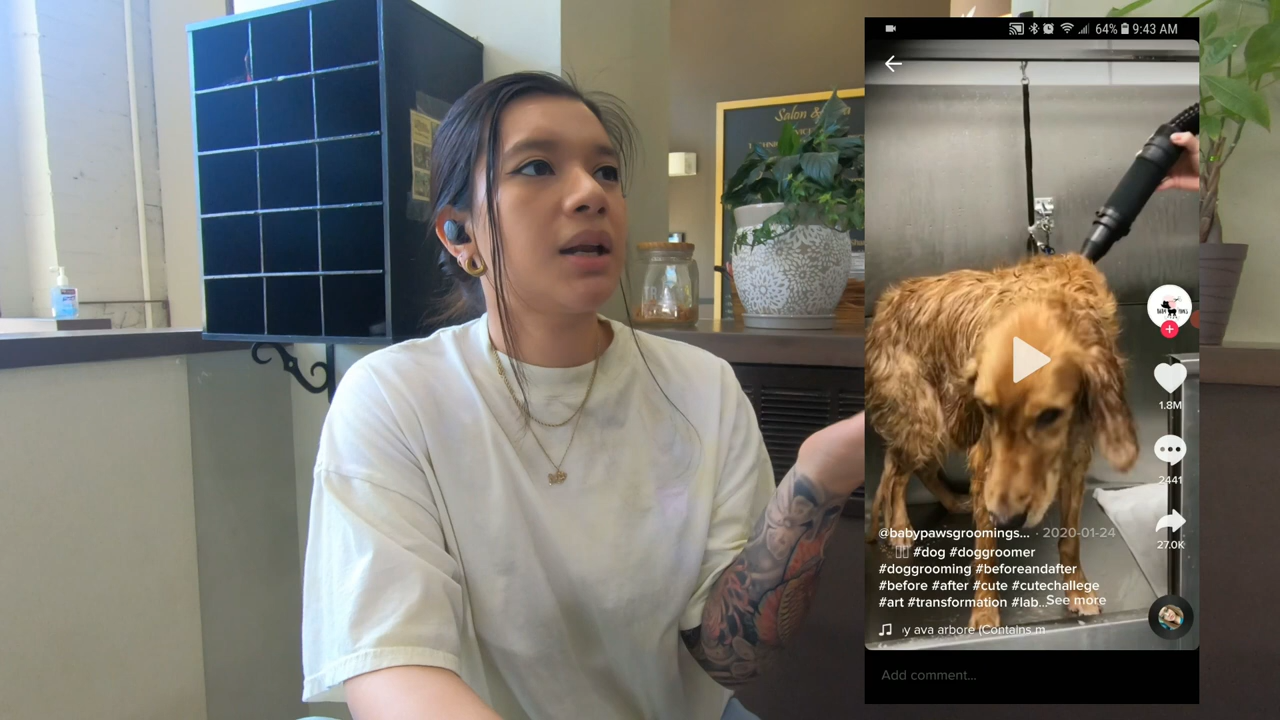 Salon &
64% 9:43 AM
1.8M
2441
27.0K
@babypawsgroomings... · 2020-01-24
#dog #doggroomer
#doggrooming #beforeandafter
#before #after #cute #cutechallege
#art #transformation #lab...See more
y ava arbore (Contains m
Add comment...